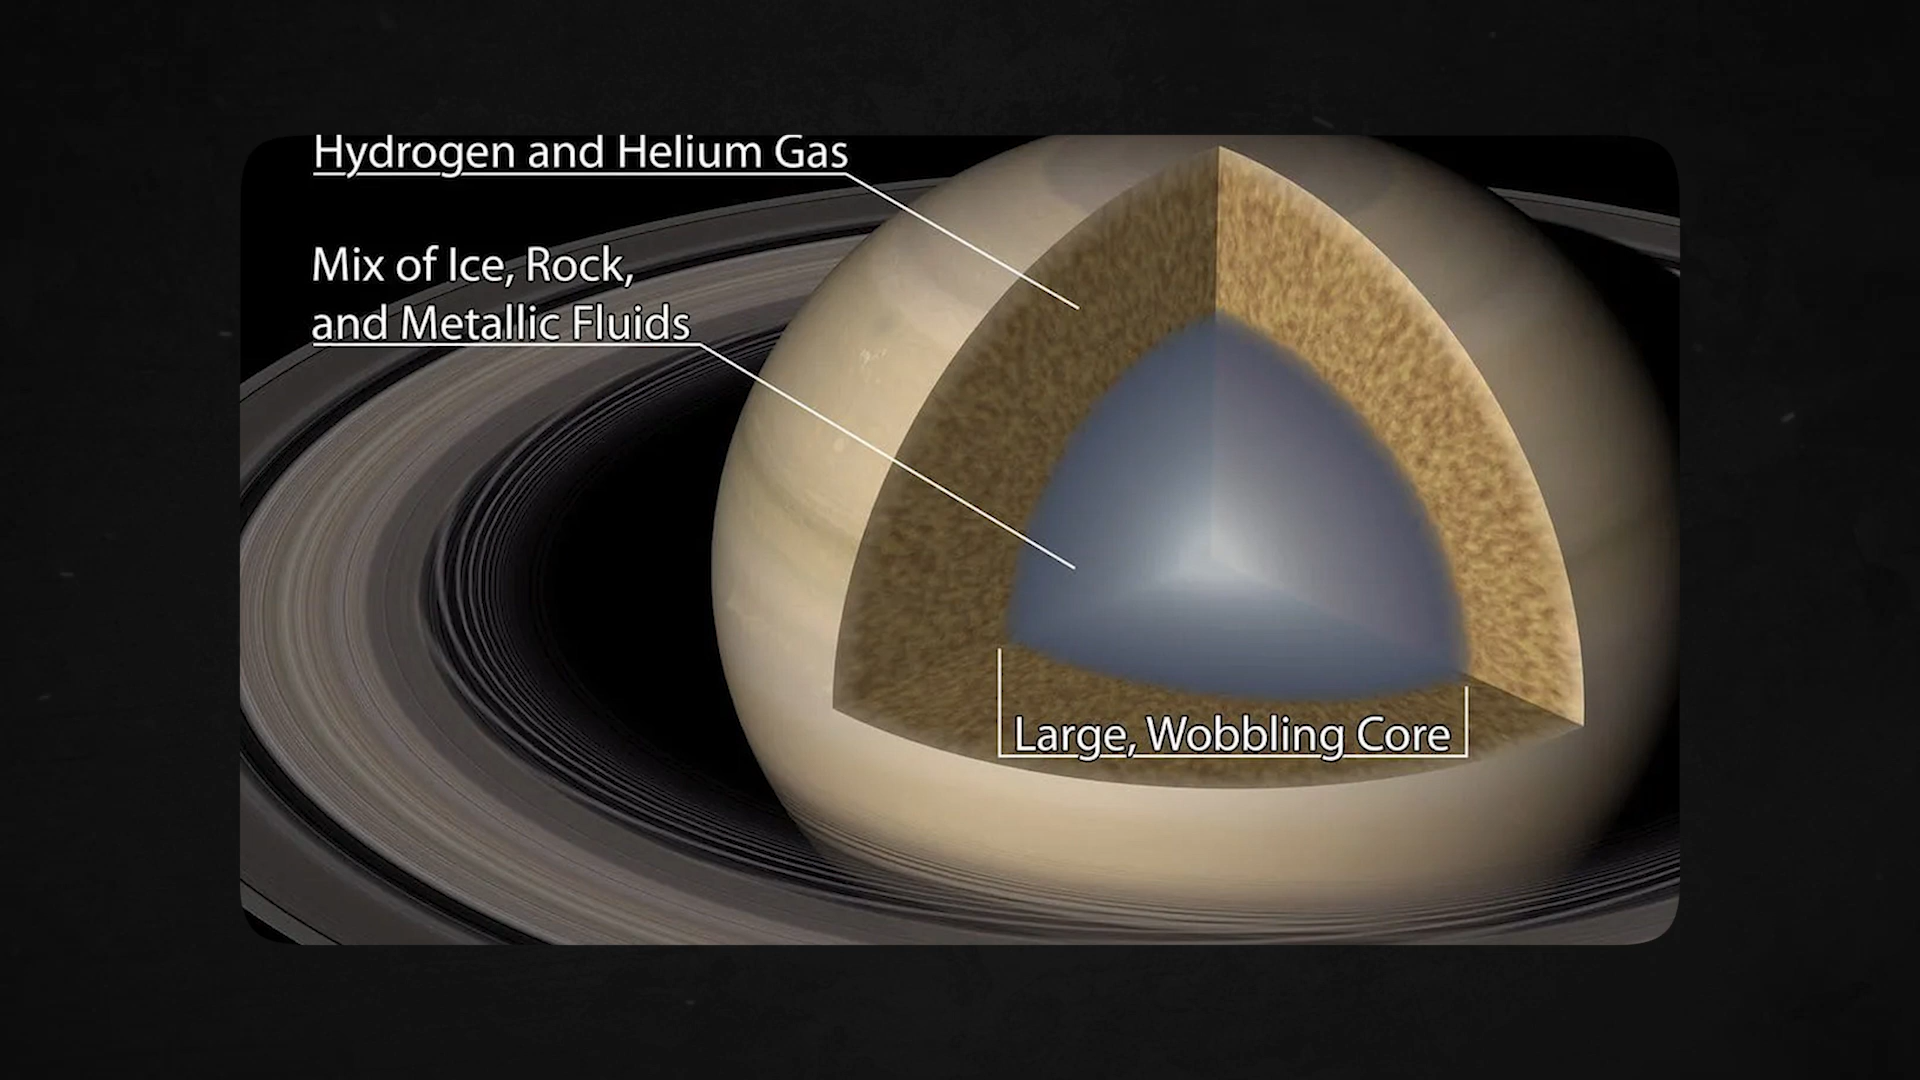 Hydrogen and Helium Gas
Mix of Ice, Rock,
and Metallic Fluids
Large, Wobbling Core